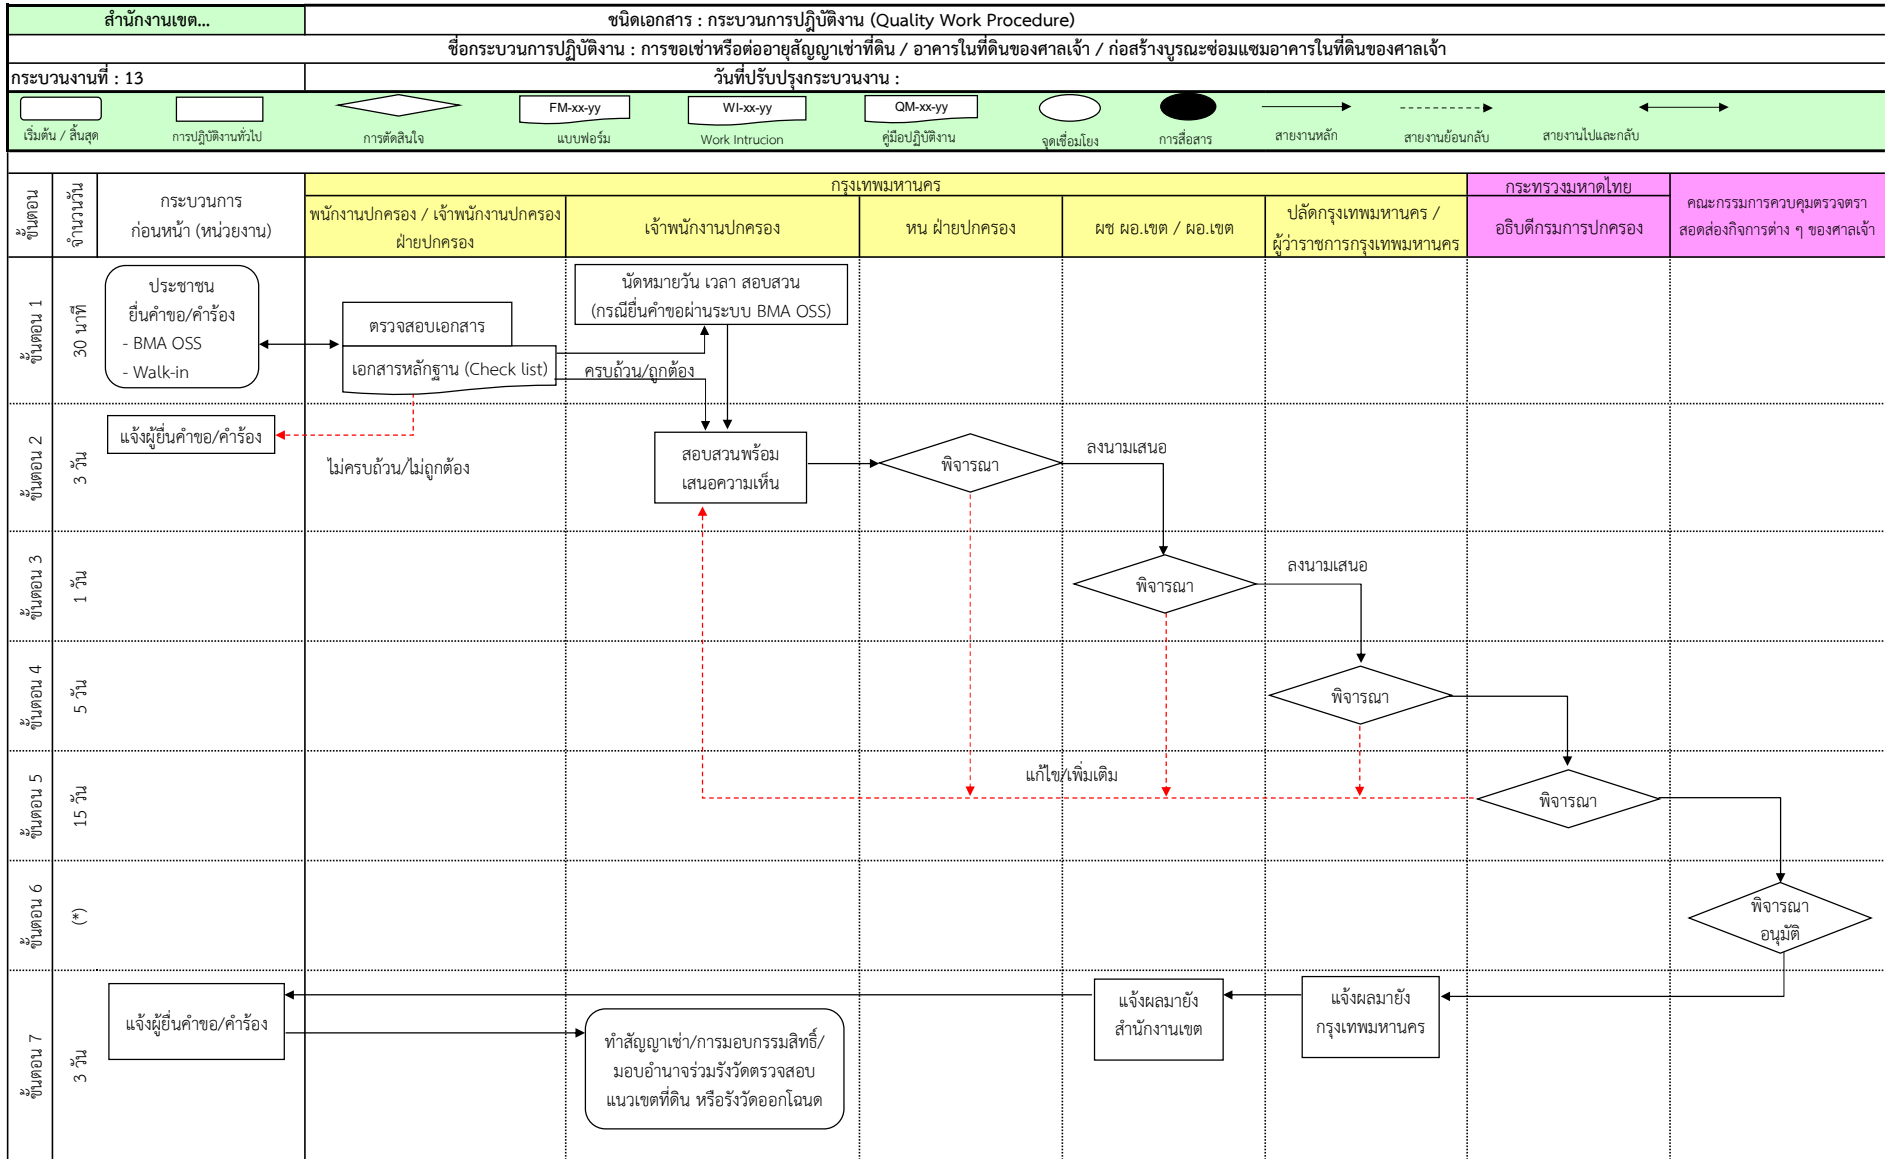 สำนักงานเขต...
ชนิดเอกสาร : กระบวนการปฏิบัติงาน (Quality Work Procedure)
ชื่อกระบวนการปฏิบัติงาน : การขอเช่าหรือต่ออายุสัญญาเช่าที่ดิน / อาคารในที่ดินของศาลเจ้า / ก่อสร้างบูรณะซ่อมแซมอาคารในที่ดินของศาลเจ้า
กระบวนงานที่ : 13
วันที่ปรับปรุงกระบวนงาน :
FM-xx-yy
WI-xx-yy
QM-xx-yy
เริ่มต้น / สิ้นสุด
การปฏิบัติงานทั่วไป
การตัดสินใจ
แบบฟอร์ม
Work Intrucion
คู่มือปฏิบัติงาน
จุดเชื่อมโยง
การสื่อสาร
สายงานหลัก
สายงานย้อนกลับ
สายงานไปและกลับ
ขั้นตอน
จำนวนวัน
กระบวนการ
ก่อนหน้า (หน่วยงาน)
กรุงเทพมหานคร
กระทรวงมหาดไทย
พนักงานปกครอง / เจ้าพนักงานปกครอง
ฝ่ายปกครอง
เจ้าพนักงานปกครอง
หน ฝ่ายปกครอง
ผช ผอ.เขต / ผอ.เขต
ปลัดกรุงเทพมหานคร /
ผู้ว่าราชการกรุงเทพมหานคร
อธิบดีกรมการปกครอง
คณะกรรมการควบคุมตรวจตรา
สอดส่องกิจการต่าง ๆ ของศาลเจ้า
ขั้นตอน 1
30 นาที
ประชาชน
ยื่นคำขอ/คำร้อง
- BMA OSS
- Walk-in
ตรวจสอบเอกสาร
เอกสารหลักฐาน (Check list)
นัดหมายวัน เวลา สอบสวน
(กรณียื่นคำขอผ่านระบบ BMA OSS)
ครบถ้วน/ถูกต้อง
ขั้นตอน 2
3 วัน
แจ้งผู้ยื่นคำขอ/คำร้อง
ไม่ครบถ้วน/ไม่ถูกต้อง
สอบสวนพร้อม
เสนอความเห็น
พิจารณา
ลงนามเสนอ
ขั้นตอน 3
1 วัน
พิจารณา
ลงนามเสนอ
ขั้นตอน 4
5 วัน
พิจารณา
ขั้นตอน 5
15 วัน
แก้ไข/เพิ่มเติม
พิจารณา
ขั้นตอน 6
(*)
พิจารณา
อนุมัติ
ขั้นตอน 7
3 วัน
แจ้งผู้ยื่นคำขอ/คำร้อง
ทำสัญญาเช่า/การมอบกรรมสิทธิ์/
มอบอำนาจร่วมรังวัดตรวจสอบ
แนวเขตที่ดิน หรือรังวัดออกโฉนด
แจ้งผลมายัง
สำนักงานเขต
แจ้งผลมายัง
กรุงเทพมหานคร